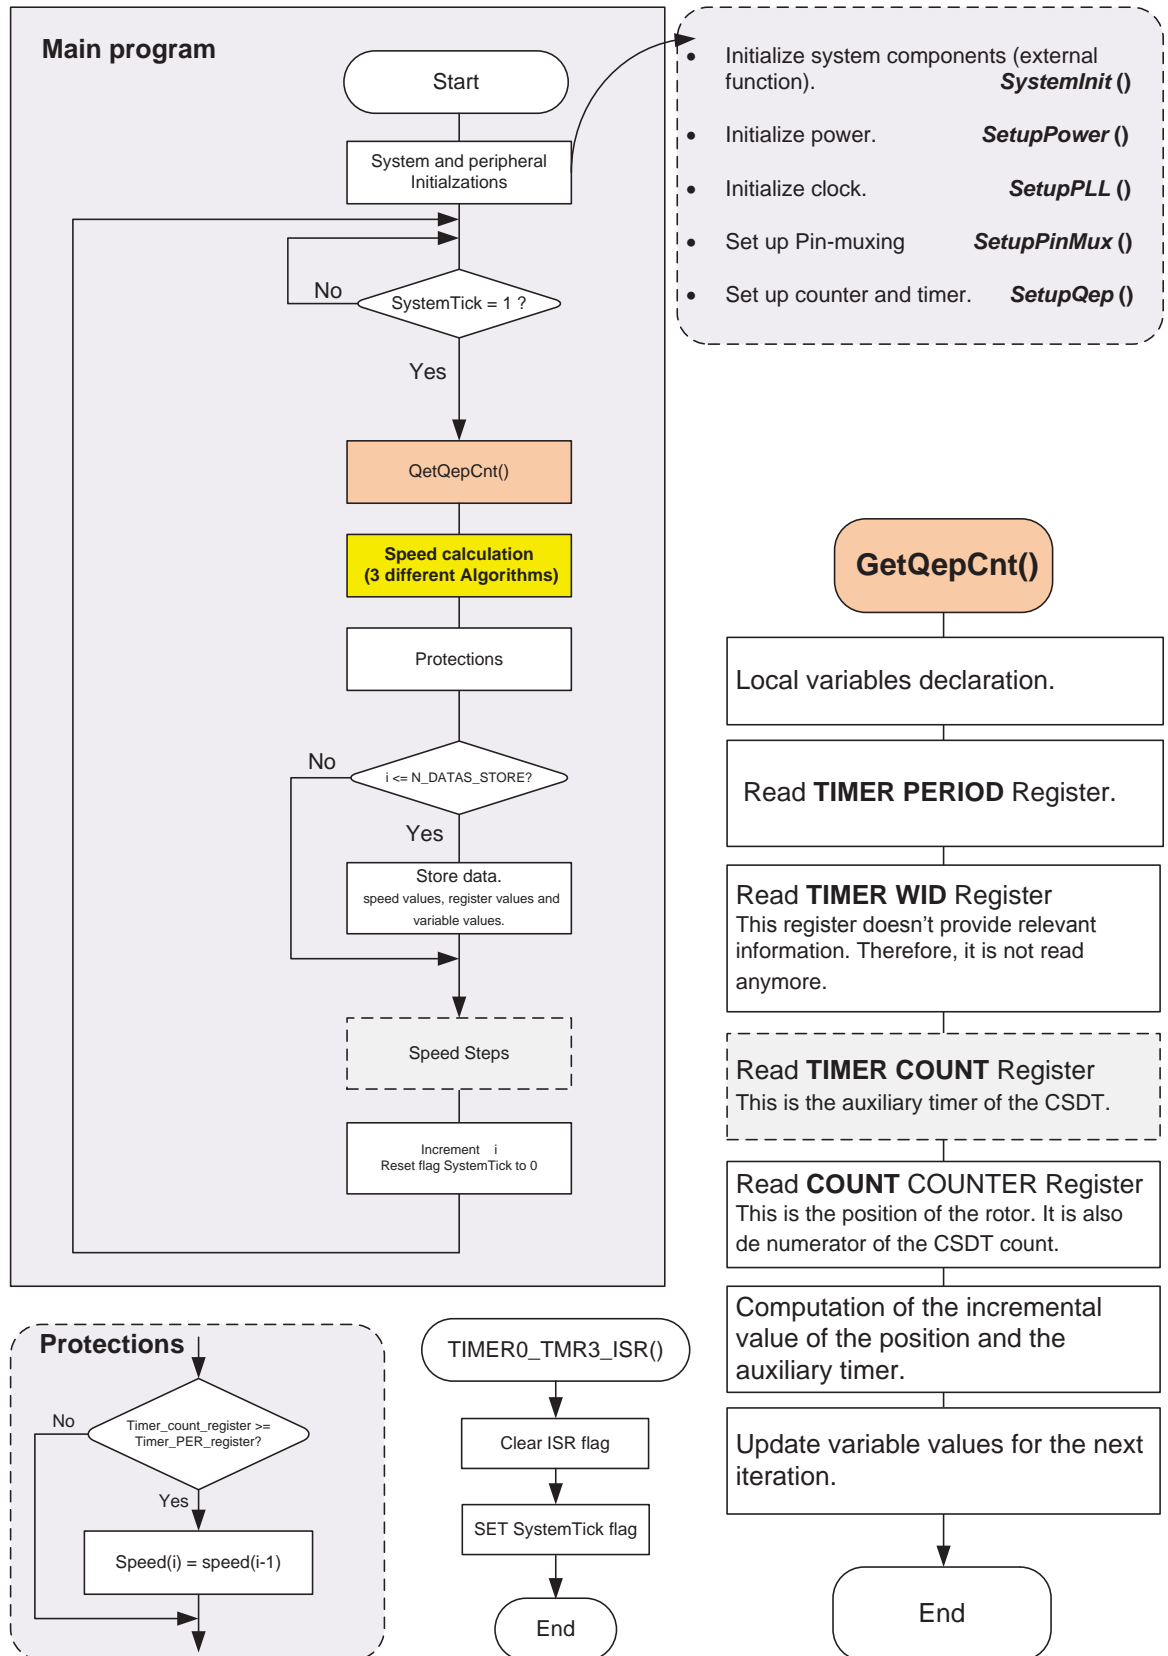 Main program
Start
System and peripheral
Initialzations
No
SystemTick = 1 ?
Yes
QetQepCnt()
Speed calculation
(3 different Algorithms)
Protections
No
i <= N_DATAS_STORE?
Yes
Store data.
speed values, register values and
variable values.
Speed Steps
Increment i
Reset flag SystemTick to 0
• Initialize system components (external
function). SystemInit ()
• Initialize power. SetupPower ()
• Initialize clock. SetupPLL ()
• Set up Pin-muxing SetupPinMux ()
• Set up counter and timer. SetupQep ()
GetQepCnt()
Local variables declaration.
Read TIMER PERIOD Register.
Read TIMER WID Register
This register doesn't provide relevant
information. Therefore, it is not read
anymore.
Read TIMER COUNT Register
This is the auxiliary timer of the CSDT.
Read COUNT COUNTER Register
This is the position of the rotor. It is also
de numerator of the CSDT count.
Computation of the incremental
value of the position and the
auxiliary timer.
Update variable values for the next
iteration.
End
Protections
No
Timer_count_register >=
Timer_PER_register?
Yes
Speed(i) = speed(i-1)
TIMER0_TMR3_ISR()
Clear ISR flag
SET SystemTick flag
End